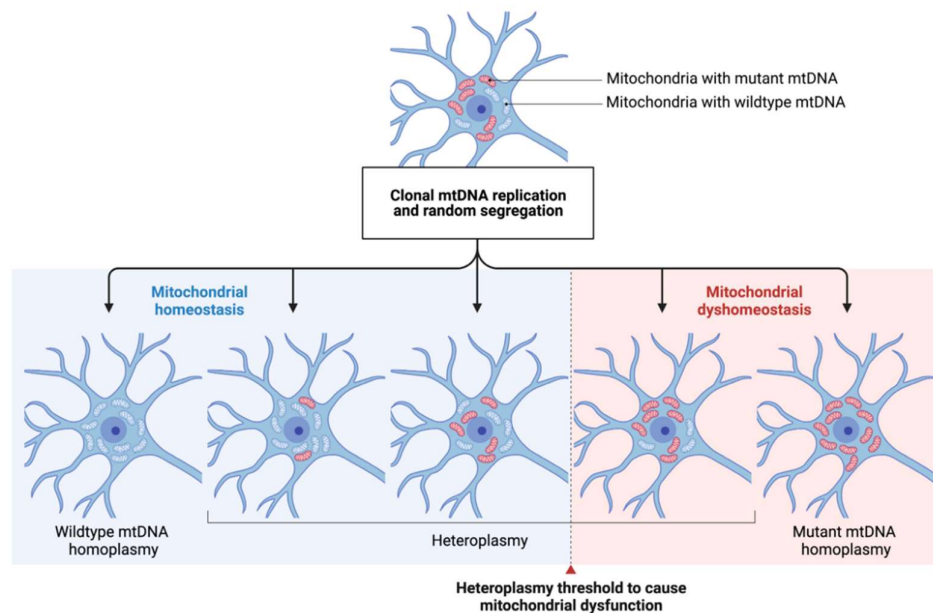 Mitochondria with mutant mtDNA
Mitochondria with wildtype mtDNA
Clonal mtDNA replication
and random segregation
Mitochondrial
homeostasis
Mitochondrial
dyshomeostasis
Wildtype mtDNA
homoplasmy
Heteroplasmy
Mutant mtDNA
homoplasmy
Heteroplasmy threshold to cause
mitochondrial dysfunction